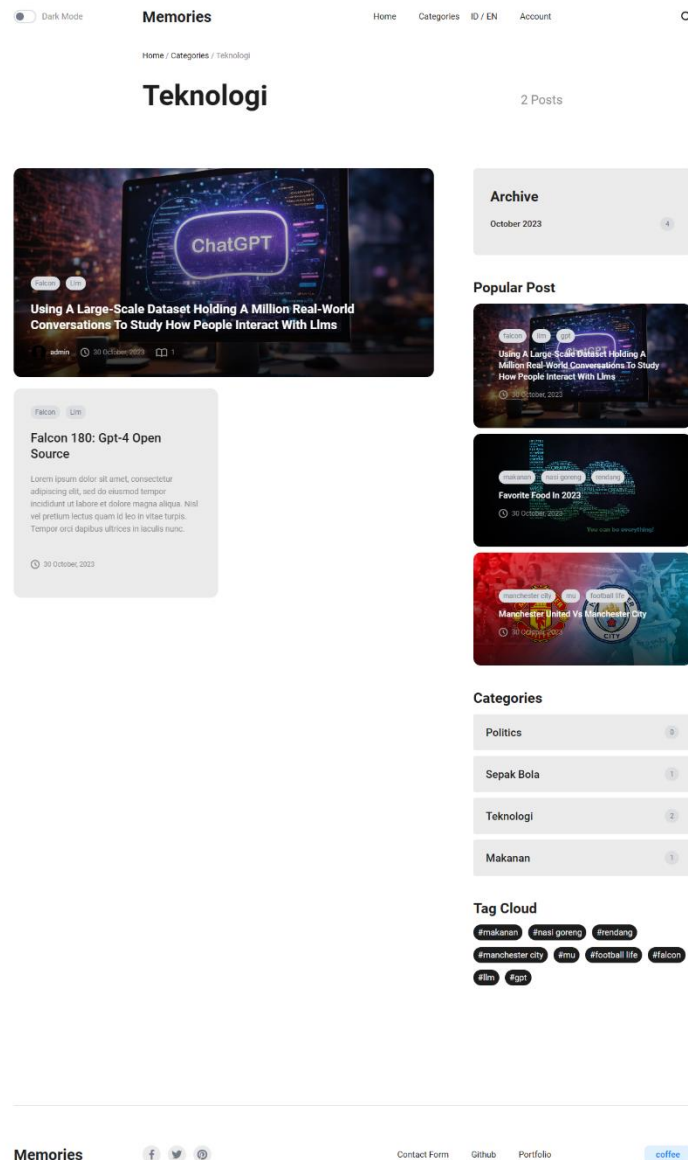 Dark Mode
Memories
Home Categories ID / EN Account
Home / Categories / Teknologi
Teknologi
2 Posts
ChatGPT
Falcon Llm
Using A Large-Scale Dataset Holding A Million Real-World
Conversations To Study How People Interact With Llms
admin 30 October, 2023 1
Falcon Llm
Falcon 180: Gpt-4 Open
Source
Lorem ipsum dolor sit amet, consectetur
adipiscing elit, sed do eiusmod tempor
incididunt ut labore et dolore magna aliqua. Nisl
vel pretium lectus quam id leo in vitae turpis.
Tempor orci dapibus ultrices in iaculis nunc.
30 October, 2023
Archive
October 2023 4
Popular Post
falcon llm gpt
Using A Large-Scale Dataset Holding A
Million Real-World Conversations To Study
How People Interact With Llms
30 October, 2023
makanan nasi goreng rendang
Favorite Food In 2023
30 October, 2023
You can be everything!
manchester city mu football life
Manchester United Vs Manchester City
30 October, 2023
CITY
Categories
Politics 0
Sepak Bola 1
Teknologi 2
Makanan 1
Tag Cloud
#makanan #nasi goreng #rendang
#manchester city #mu #football life #falcon
#llm #gpt
Memories
Contact Form Github Portfolio
coffee